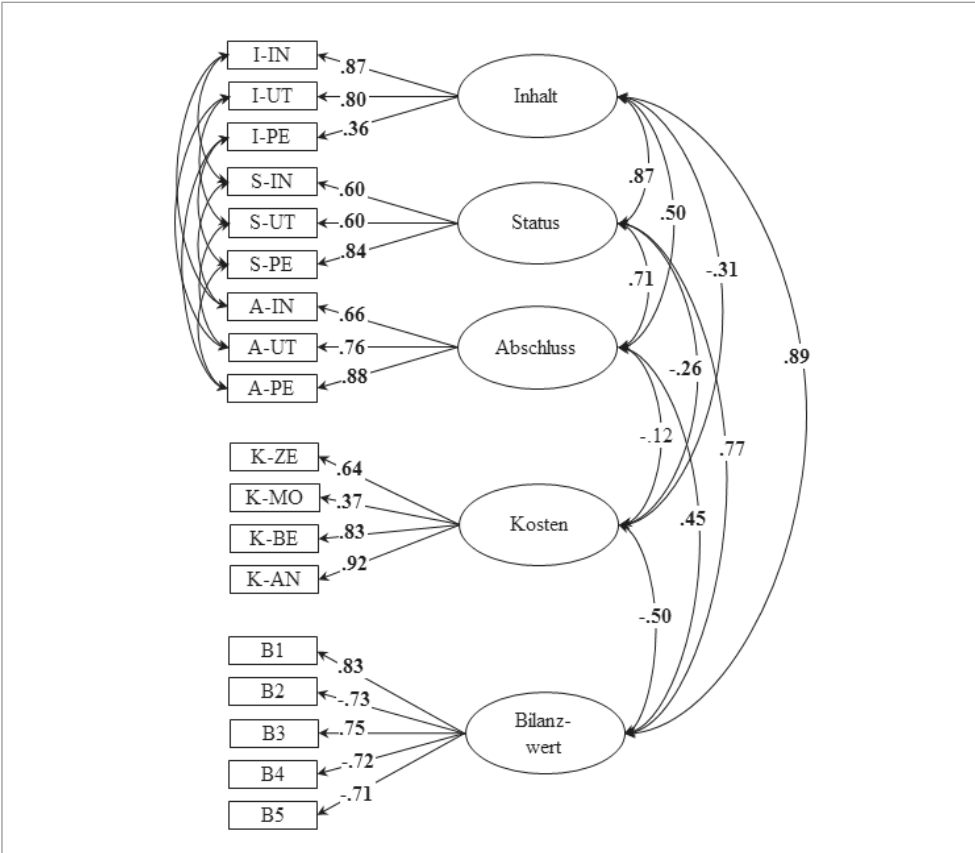 I-IN
.87
Inhalt
I-UT
.80
I-PE
.36
S-IN
.60
.87
Status
S-UT
.60
.50
S-PE
.84
-.31
A-IN
.66
.71
Abschluss
A-UT
.76
.89
A-PE
.88
-.26
-.12
.77
K-ZE
.64
K-MO
.37
Kosten
.45
K-BE
.83
K-AN
.92
-.50
B1
.83
B2
-.73
Bilanz-
wert
B3
.75
B4
-.72
B5
-.71